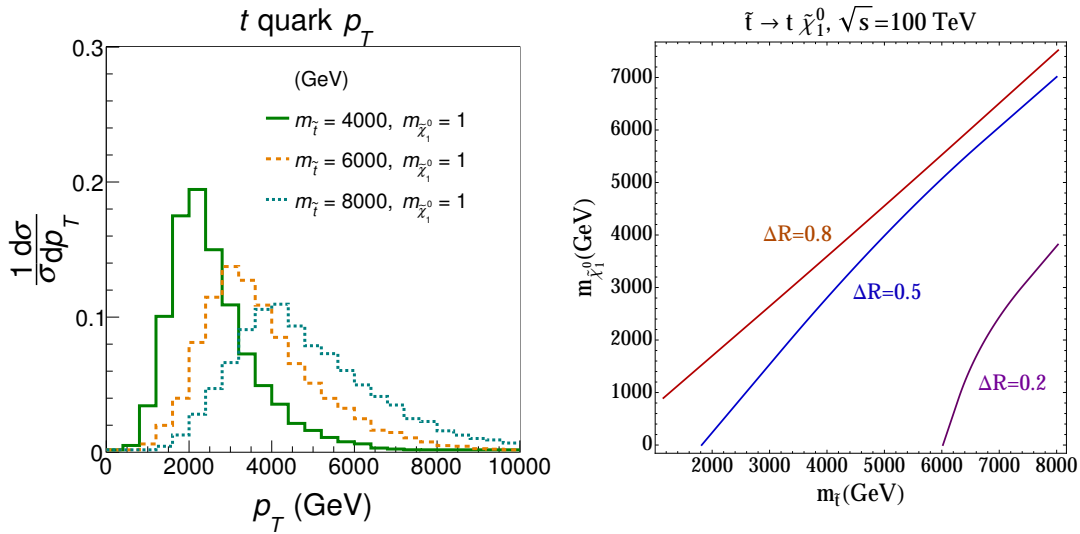 t quark p_T
(GeV)
m_t̃ = 4000, m_χ̃₁⁰ = 1
m_t̃ = 6000, m_χ̃₁⁰ = 1
m_t̃ = 8000, m_χ̃₁⁰ = 1
1 dσ
σ dp_T
0.3
0.2
0.1
0
0 2000 4000 6000 8000 10000
p_T (GeV)
t̃ → t χ̃₁⁰, √s = 100 TeV
m_χ̃₁⁰(GeV)
7000
6000
5000
4000
3000
2000
1000
0
ΔR=0.8
ΔR=0.5
ΔR=0.2
2000 3000 4000 5000 6000 7000 8000
m_t̃(GeV)